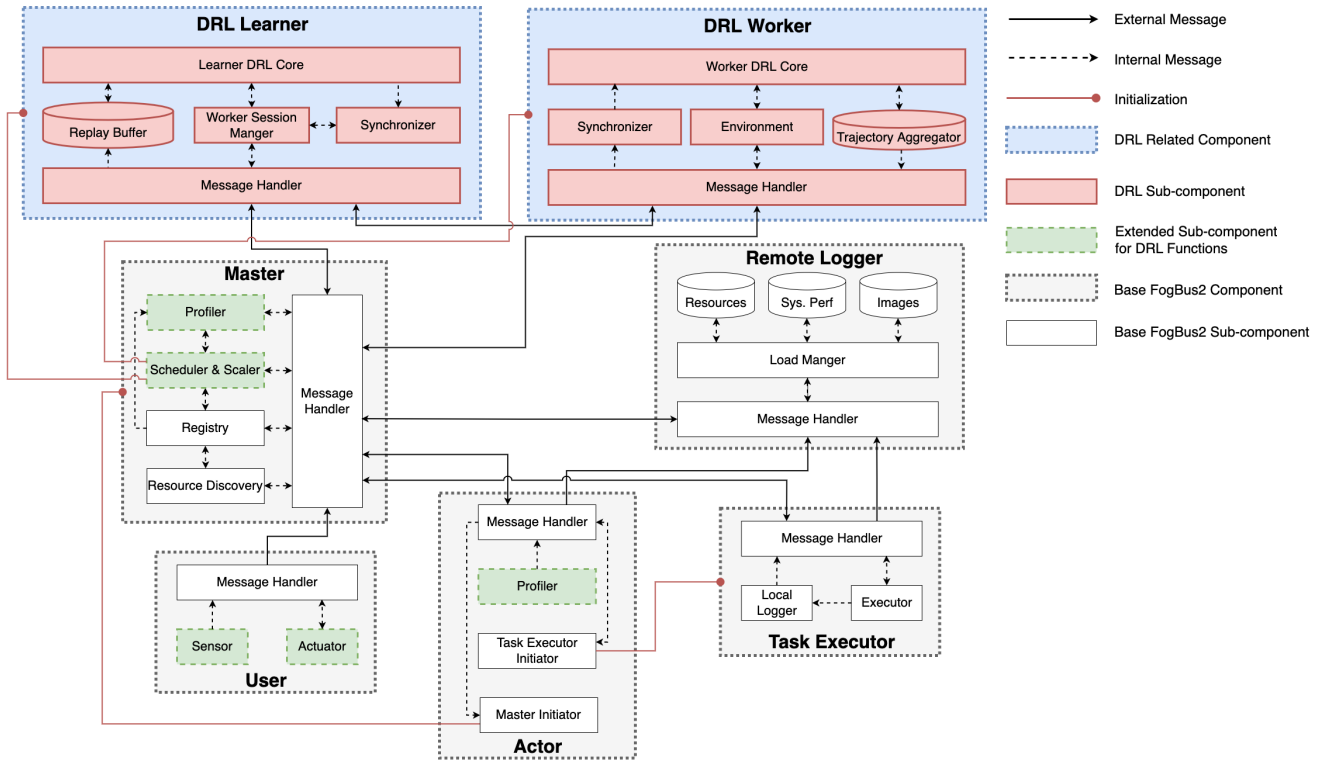 DRL Learner
Learner DRL Core
Replay Buffer
Worker Session
Manger
Synchronizer
Message Handler
DRL Worker
Worker DRL Core
Synchronizer
Environment
Trajectory Aggregator
Message Handler
External Message
Internal Message
Initialization
DRL Related Component
DRL Sub-component
Extended Sub-component
for DRL Functions
Base FogBus2 Component
Base FogBus2 Sub-component
Master
Profiler
Scheduler & Scaler
Registry
Resource Discovery
Message
Handler
Remote Logger
Resources
Sys. Perf
Images
Load Manger
Message Handler
Message Handler
Sensor
Actuator
User
Message Handler
Profiler
Task Executor
Initiator
Master Initiator
Actor
Message Handler
Local
Logger
Executor
Task Executor